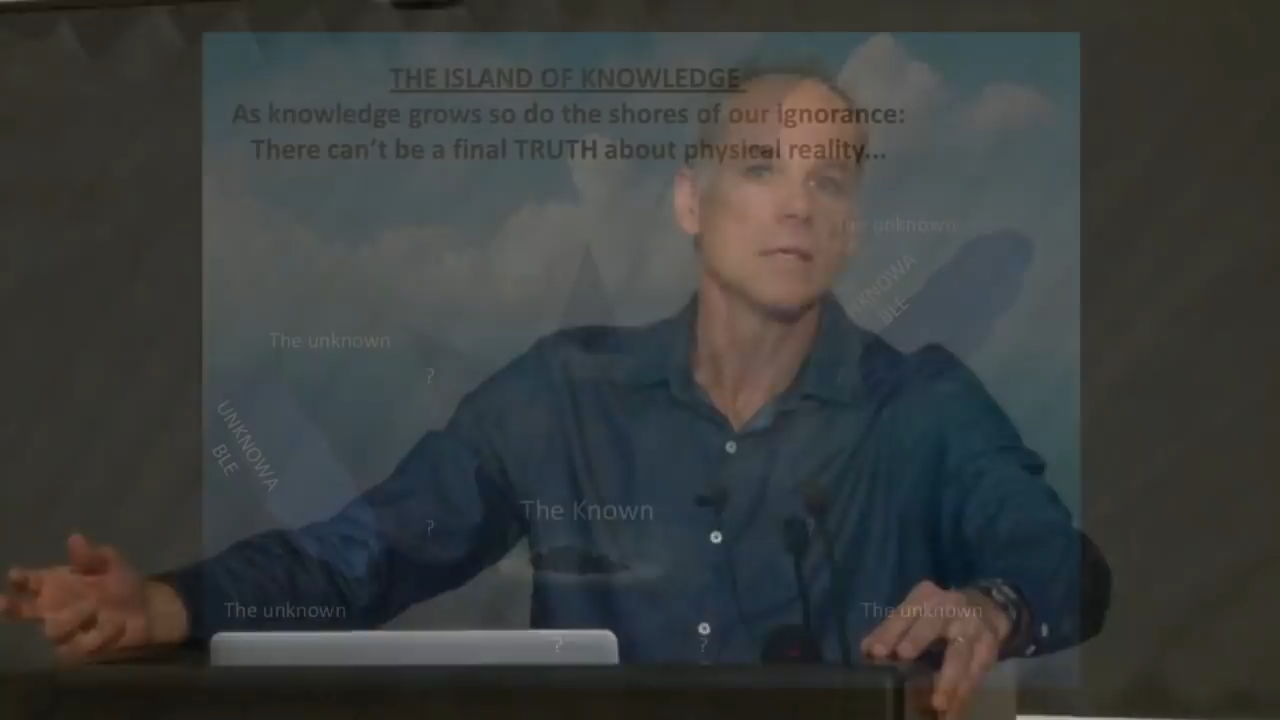 THE ISLAND OF KNOWLEDGE
As knowledge grows so do the shores of our ignorance:
There can't be a final TRUTH about physical reality...
The unknown
UNKNOWA
BLE
The unknown
?
UNKNOWA
BLE
The Known
?
The unknown
The unknown
?
?